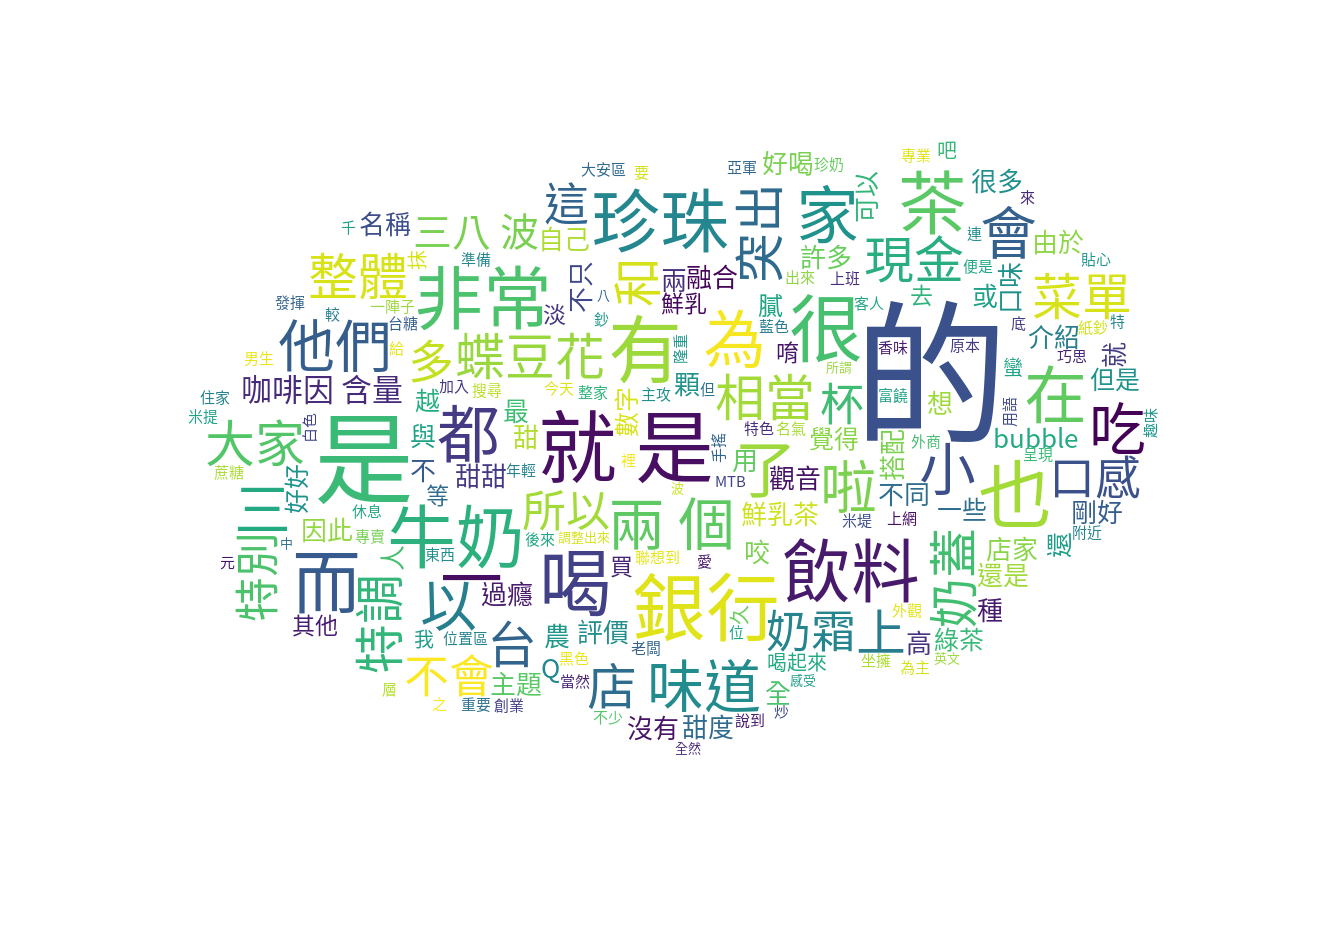 大安區 要 亞軍 好喝 珍奶 專業 吧
千 名稱 三八 波 這 自己 珍珠 突出 家 可以 茶 很多 來
整體 抹 準備 非常 不只 和 兩 融合 許多 出來 上班 現金 連 會 由於 便是 貼心
發揮 較 一陣子 台糖 淡 八 鈔 鮮乳 膩 藍色 客人 去 或 口味 菜單 紙鈔 特
男生 他們 給 多 蝶豆花 有 隆重 為 唷 很 的 香味 原本 底 介紹 巧思 就
住家 咖啡因 含量 加入 搜尋 今天 整家 主攻 顆 但 相當 所謂 杯 富饒 想 蠻 在 但是
米堤 大家 白色 是 越 與 都 最 甜 就是 數字 手搖 特色 名氣 覺得 搭配 外商 用語 bubble 吃 趣味
蔗糖 好好 不 甜甜 年輕 裡 波 MTB 用 了 觀音 啦 不同 小 呈現 也 口感
三 休息 等 所以 兩個 鮮乳茶 米堤 上網 一些 剛好
特別 中 因此 專賣 牛奶 後來 調整出來 咬 附近 還
元 人 東西 一 聯想到 愛 飲料 奶蓋 店家
而 特調 以 過癮 喝 買 銀行 久 外觀 還是 種
其他 我 位置區 台 農 評價 老闆 位 奶霜 上 高 綠茶
不會 主題 Q 黑色 當然 店 味道 喝起來 坐擁 為主 英文
層 之 重要 創業 全 感受
不少 沒有 甜度 說到 炒
全然